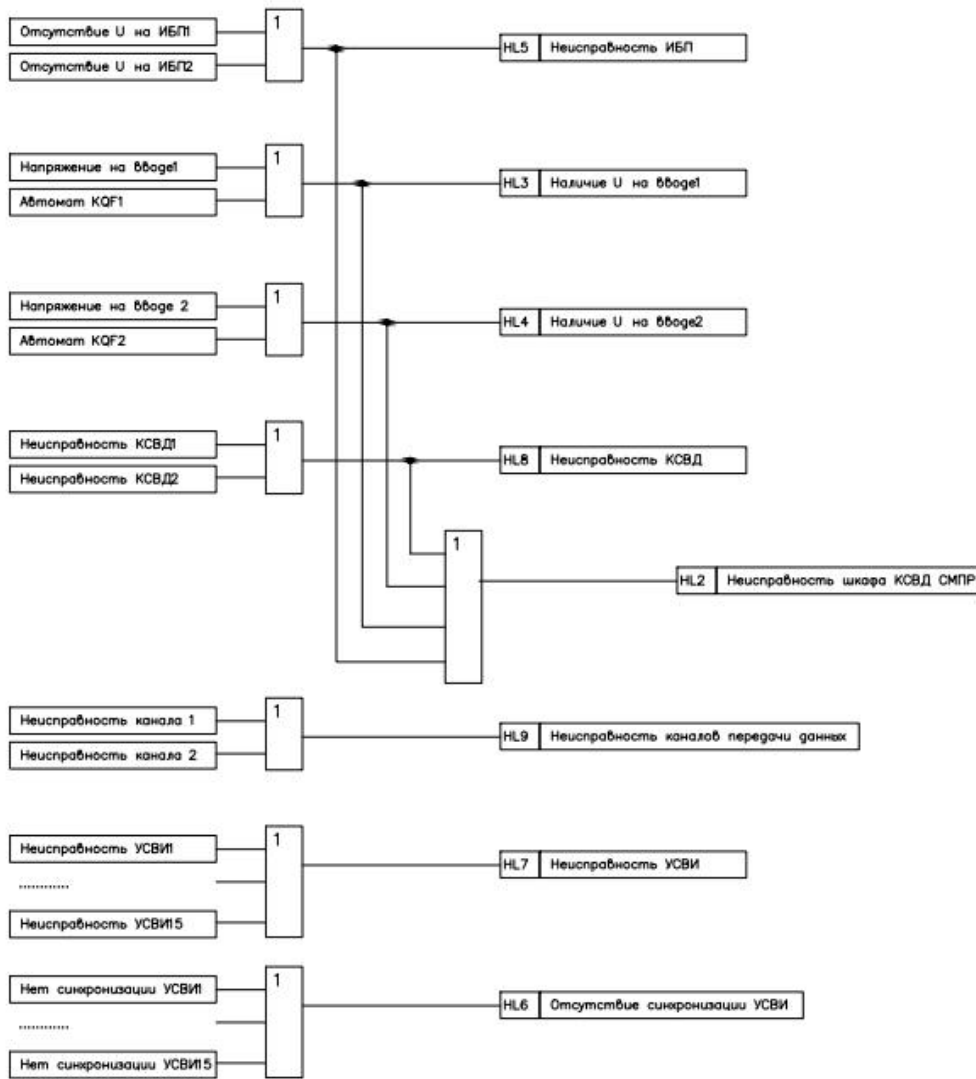 Отсутствие U на ИБП1
Отсутствие U на ИБП2
1
HL5 Неисправность ИБП
Напряжение на вводе1
Автомат KQF1
1
HL3 Наличие U на вводе1
Напряжение на вводе 2
Автомат KQF2
1
HL4 Наличие U на вводе2
Неисправность КСВД1
Неисправность КСВД2
1
HL8 Неисправность КСВД
1
HL2 Неисправность шкафа КСВД СМПР
Неисправность канала 1
Неисправность канала 2
1
HL9 Неисправность каналов передачи данных
Неисправность УСВИ1
............
Неисправность УСВИ15
1
HL7 Неисправность УСВИ
Нет синхронизации УСВИ1
............
Нет синхронизации УСВИ15
1
HL6 Отсутствие синхронизации УСВИ